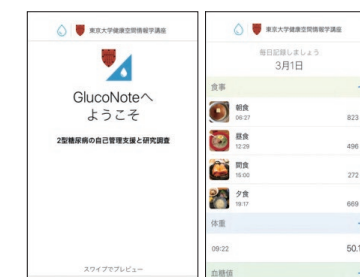 東京大学健康空間情報学講座
GlucoNoteへ
ようこそ
2型糖尿病の自己管理支援と研究調査
スワイプでプレビュー
東京大学健康空間情報学講座
毎日記録しましょう
3月1日
食事
朝食
08:27
823
昼食
12:29
496
間食
15:00
272
夕食
19:17
669
体重
09:22
50.1
血糖値